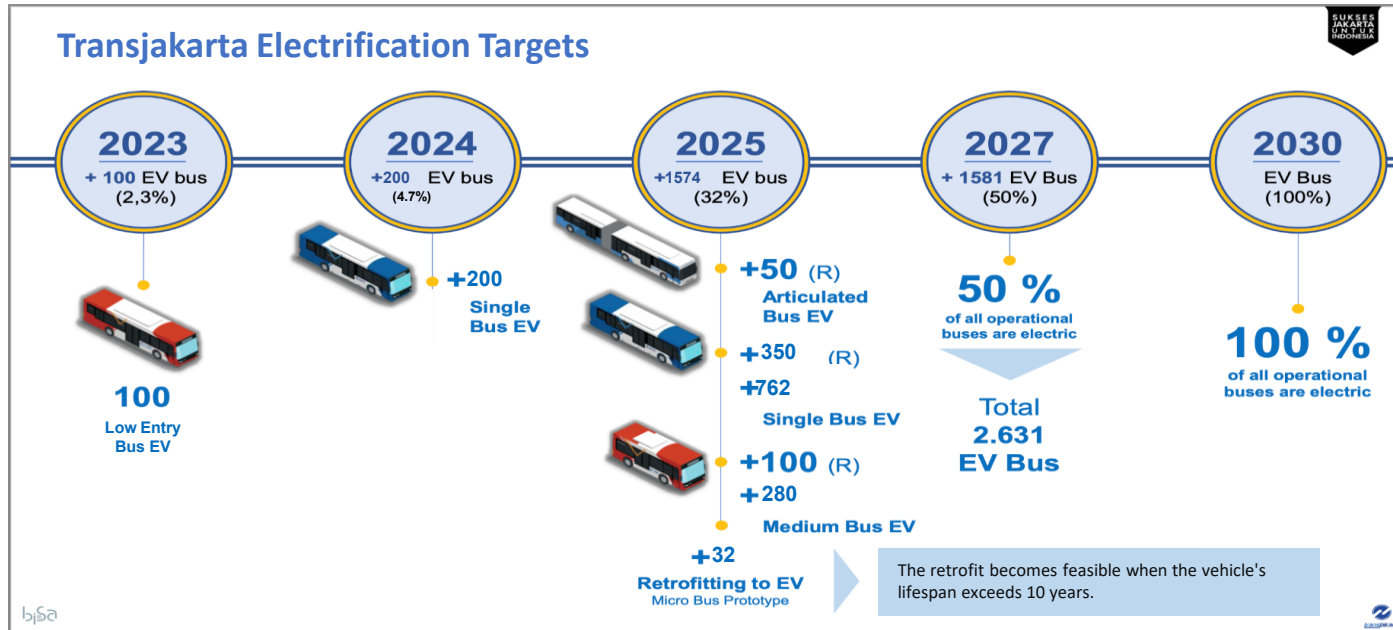 Transjakarta Electrification Targets
SUKSES
JAKARTA
UNTUK
INDONESIA
2023
+ 100 EV bus
(2,3%)
2024
+200 EV bus
(4.7%)
2025
+1574 EV bus
(32%)
2027
+ 1581 EV Bus
(50%)
2030
EV Bus
(100%)
100
Low Entry
Bus EV
+200
Single
Bus EV
+50 (R)
Articulated
Bus EV
+350 (R)
+762
Single Bus EV
+100 (R)
+280
Medium Bus EV
+32
Retrofitting to EV
Micro Bus Prototype
50 %
of all operational
buses are electric
Total
2.631
EV Bus
100 %
of all operational
buses are electric
The retrofit becomes feasible when the vehicle's
lifespan exceeds 10 years.